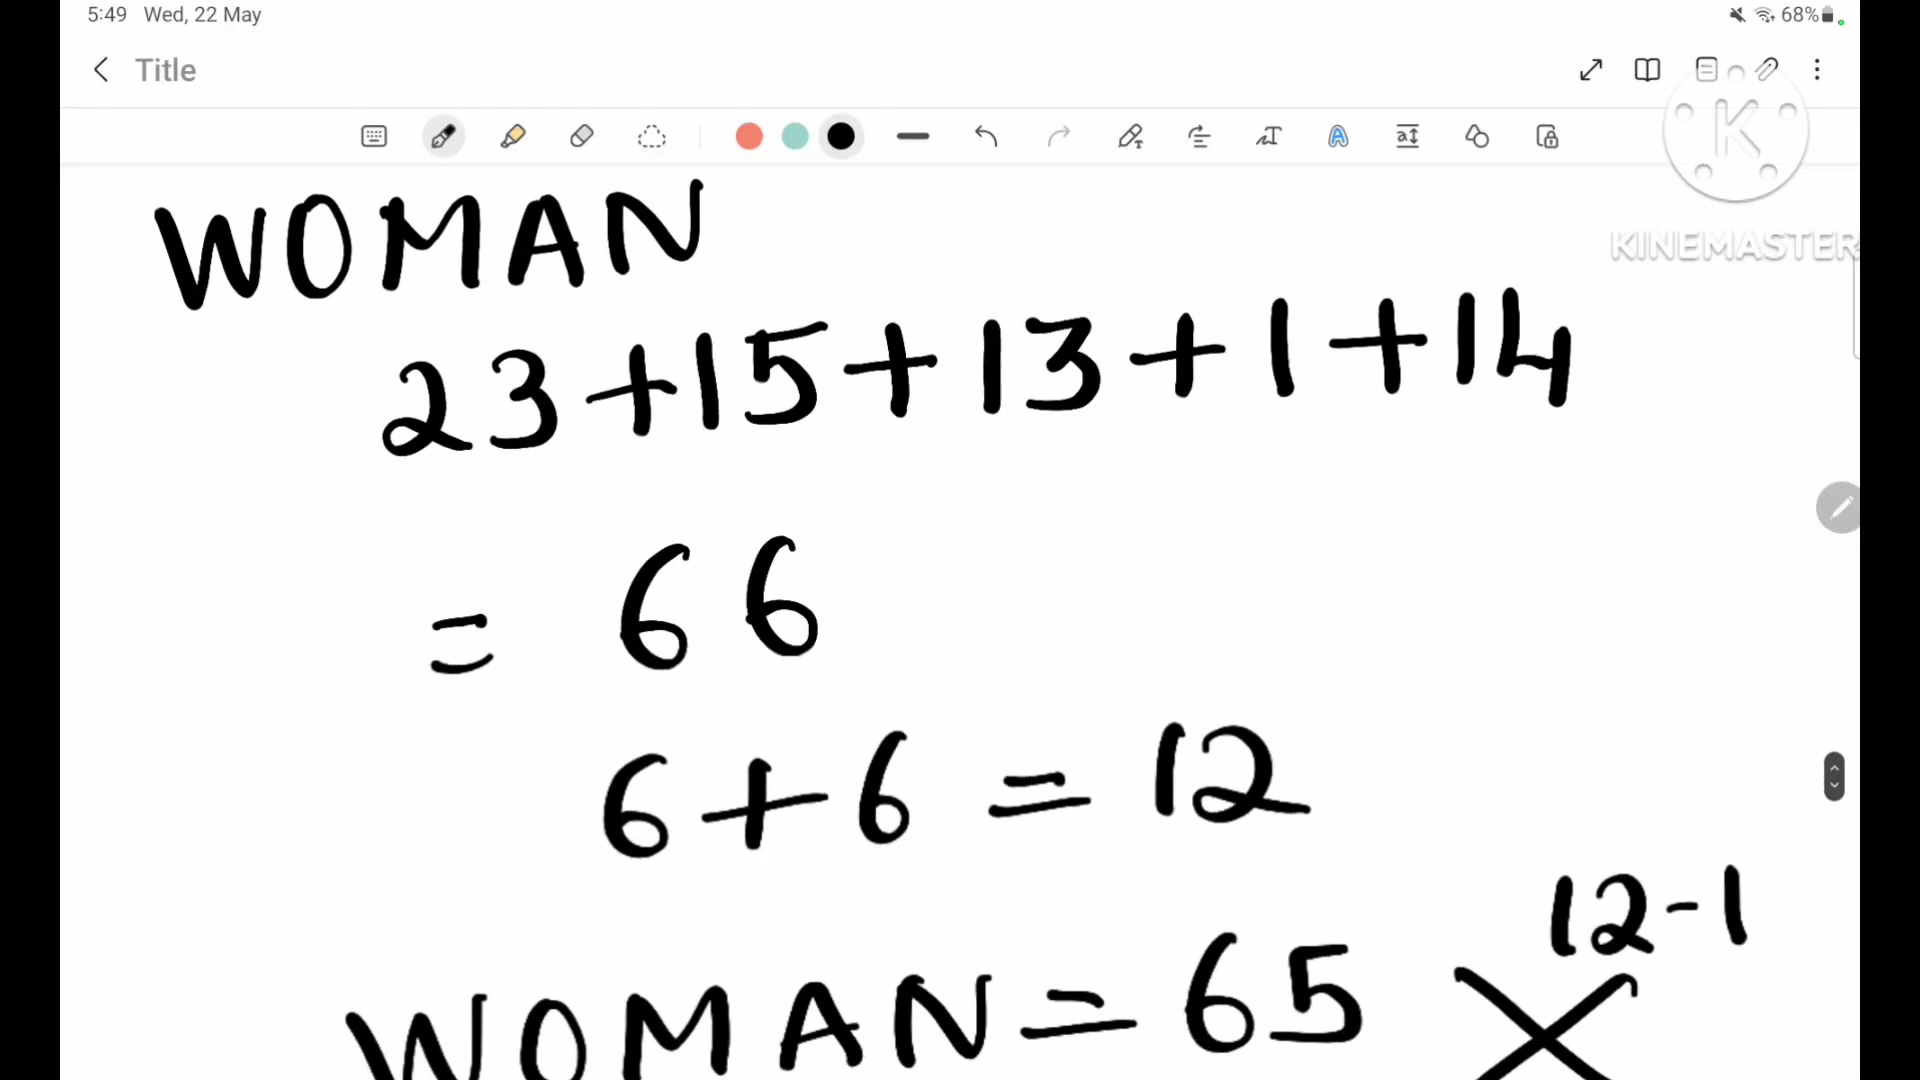 5:49 Wed, 22 May 68%
Title
K
KINEMASTER
WOMAN
23+15+13+1+14
= 66
6+6=12
12-1
WOMAN=65 X